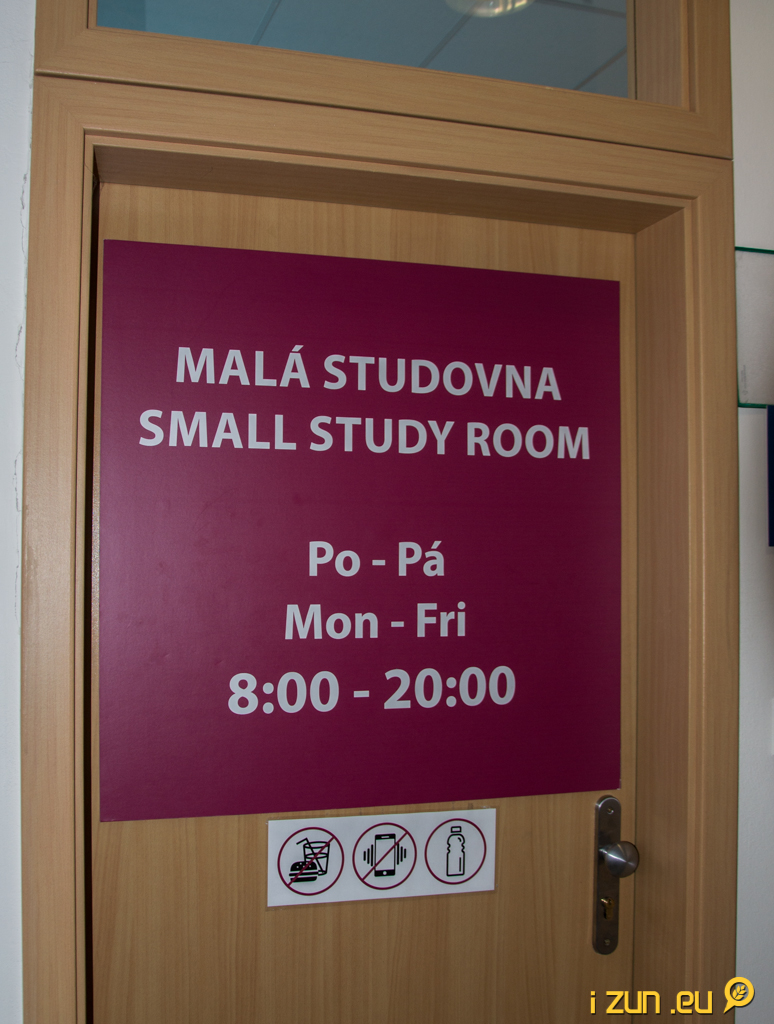 MALÁ STUDOVNA
SMALL STUDY ROOM
Po - Pá
Mon - Fri
8:00 - 20:00
i zun .eu